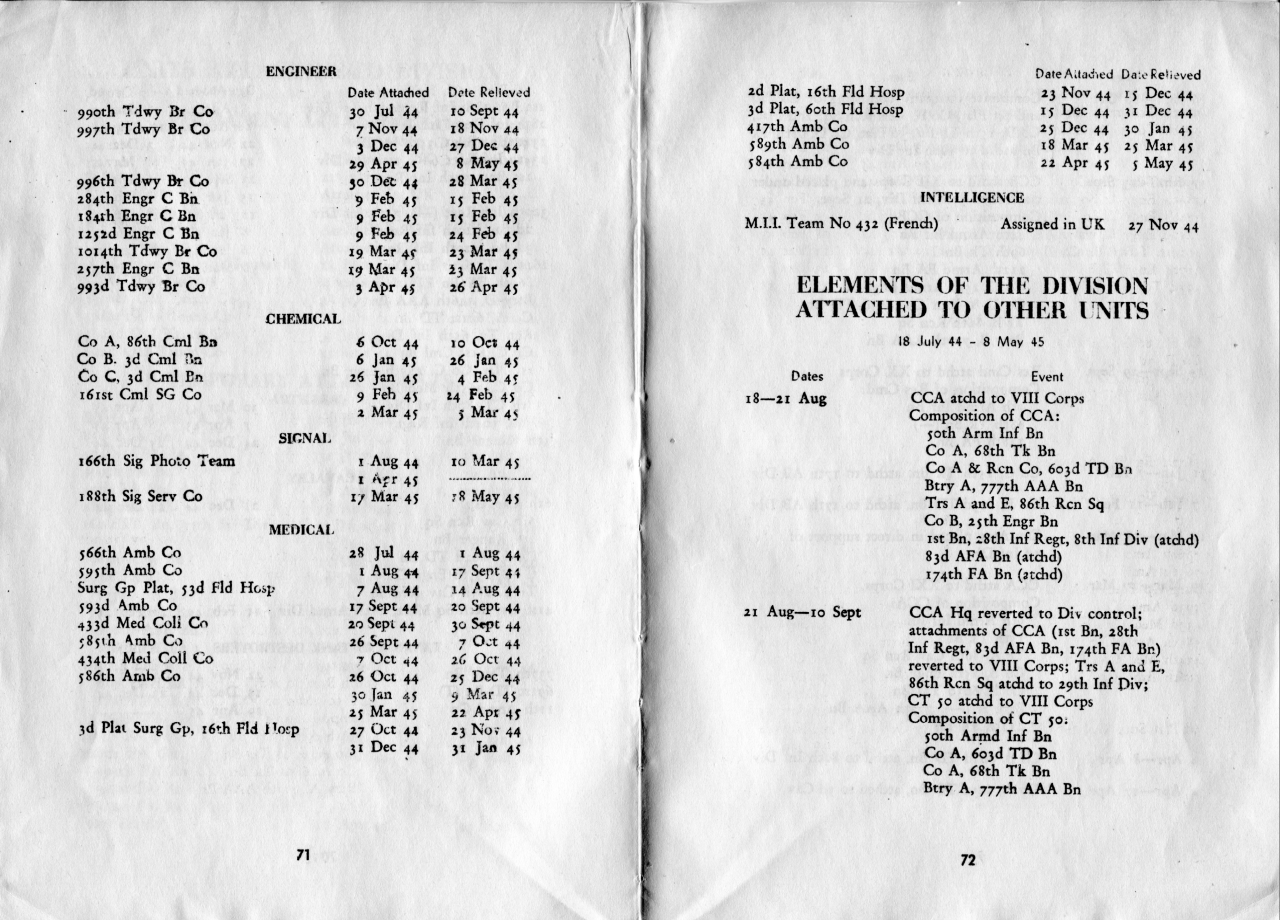 ENGINEER
Date Attached Date Relieved
990th Tdwy Br Co 30 Jul 44 10 Sept 44
997th Tdwy Br Co 7 Nov 44 18 Nov 44
3 Dec 44 27 Dec 44
29 Apr 45 8 May 45
996th Tdwy Br Co 30 Dec 44 28 Mar 45
284th Engr C Bn 9 Feb 45 15 Feb 45
184th Engr C Bn 9 Feb 45 15 Feb 45
1252d Engr C Bn 9 Feb 45 24 Feb 45
1014th Tdwy Br Co 19 Mar 45 23 Mar 45
257th Engr C Bn 19 Mar 45 23 Mar 45
993d Tdwy Br Co 3 Apr 45 26 Apr 45
CHEMICAL
Co A, 86th Cml Bn 6 Oct 44 10 Oct 44
Co B. 3d Cml Bn 6 Jan 45 26 Jan 45
Co C, 3d Cml Bn 26 Jan 45 4 Feb 45
161st Cml SG Co 9 Feb 45 24 Feb 45
2 Mar 45 5 Mar 45
SIGNAL
166th Sig Photo Team 1 Aug 44 10 Mar 45
1 Apr 45 --------------------
188th Sig Serv Co 17 Mar 45 18 May 45
MEDICAL
566th Amb Co 28 Jul 44 1 Aug 44
595th Amb Co 1 Aug 44 17 Sept 44
Surg Gp Plat, 53d Fld Hosp 7 Aug 44 14 Aug 44
593d Amb Co 17 Sept 44 20 Sept 44
433d Med Coll Co 20 Sept 44 30 Sept 44
585th Amb Co 26 Sept 44 7 Oct 44
434th Med Coll Co 7 Oct 44 26 Oct 44
586th Amb Co 26 Oct 44 25 Dec 44
30 Jan 45 9 Mar 45
25 Mar 45 22 Apr 45
3d Plat Surg Gp, 16th Fld Hosp 27 Oct 44 23 Nov 44
31 Dec 44 31 Jan 45
71
Date Attached Date Relieved
2d Plat, 16th Fld Hosp 23 Nov 44 15 Dec 44
3d Plat, 60th Fld Hosp 15 Dec 44 31 Dec 44
417th Amb Co 25 Dec 44 30 Jan 45
589th Amb Co 18 Mar 45 25 Mar 45
584th Amb Co 22 Apr 45 5 May 45
INTELLIGENCE
M.I.I. Team No 432 (French) Assigned in UK 27 Nov 44
ELEMENTS OF THE DIVISION
ATTACHED TO OTHER UNITS
18 July 44 - 8 May 45
Dates Event
18—21 Aug CCA atchd to VIII Corps
Composition of CCA:
50th Arm Inf Bn
Co A, 68th Tk Bn
Co A & Rcn Co, 603d TD Bn
Btry A, 777th AAA Bn
Trs A and E, 86th Rcn Sq
Co B, 25th Engr Bn
1st Bn, 28th Inf Regt, 8th Inf Div (atchd)
83d AFA Bn (atchd)
174th FA Bn (atchd)
21 Aug—10 Sept CCA Hq reverted to Div control;
attachments of CCA (1st Bn, 28th
Inf Regt, 83d AFA Bn, 174th FA Bn)
reverted to VIII Corps; Trs A and E,
86th Rcn Sq atchd to 29th Inf Div;
CT 50 atchd to VIII Corps
Composition of CT 50:
50th Armd Inf Bn
Co A, 603d TD Bn
Co A, 68th Tk Bn
Btry A, 777th AAA Bn
72